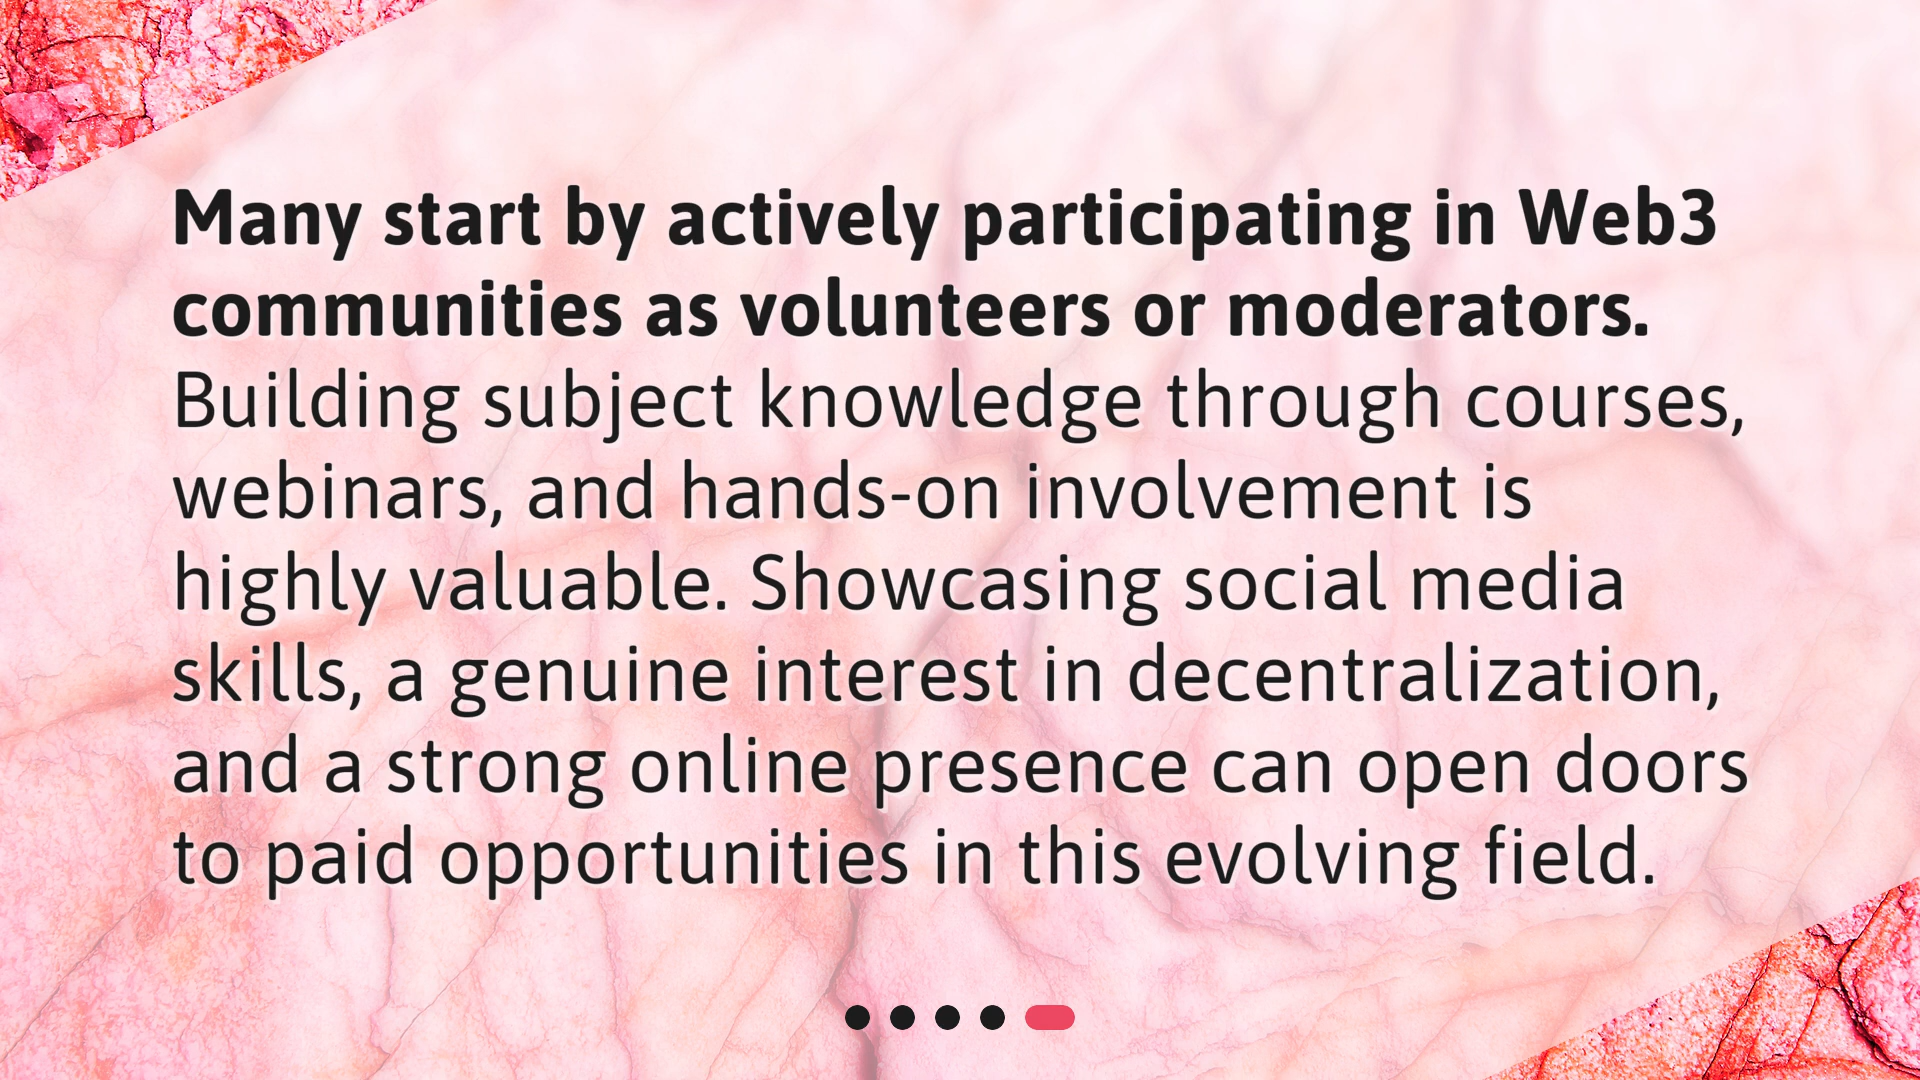 Many start by actively participating in Web3
communities as volunteers or moderators.
Building subject knowledge through courses,
webinars, and hands-on involvement is
highly valuable. Showcasing social media
skills, a genuine interest in decentralization,
and a strong online presence can open doors
to paid opportunities in this evolving field.